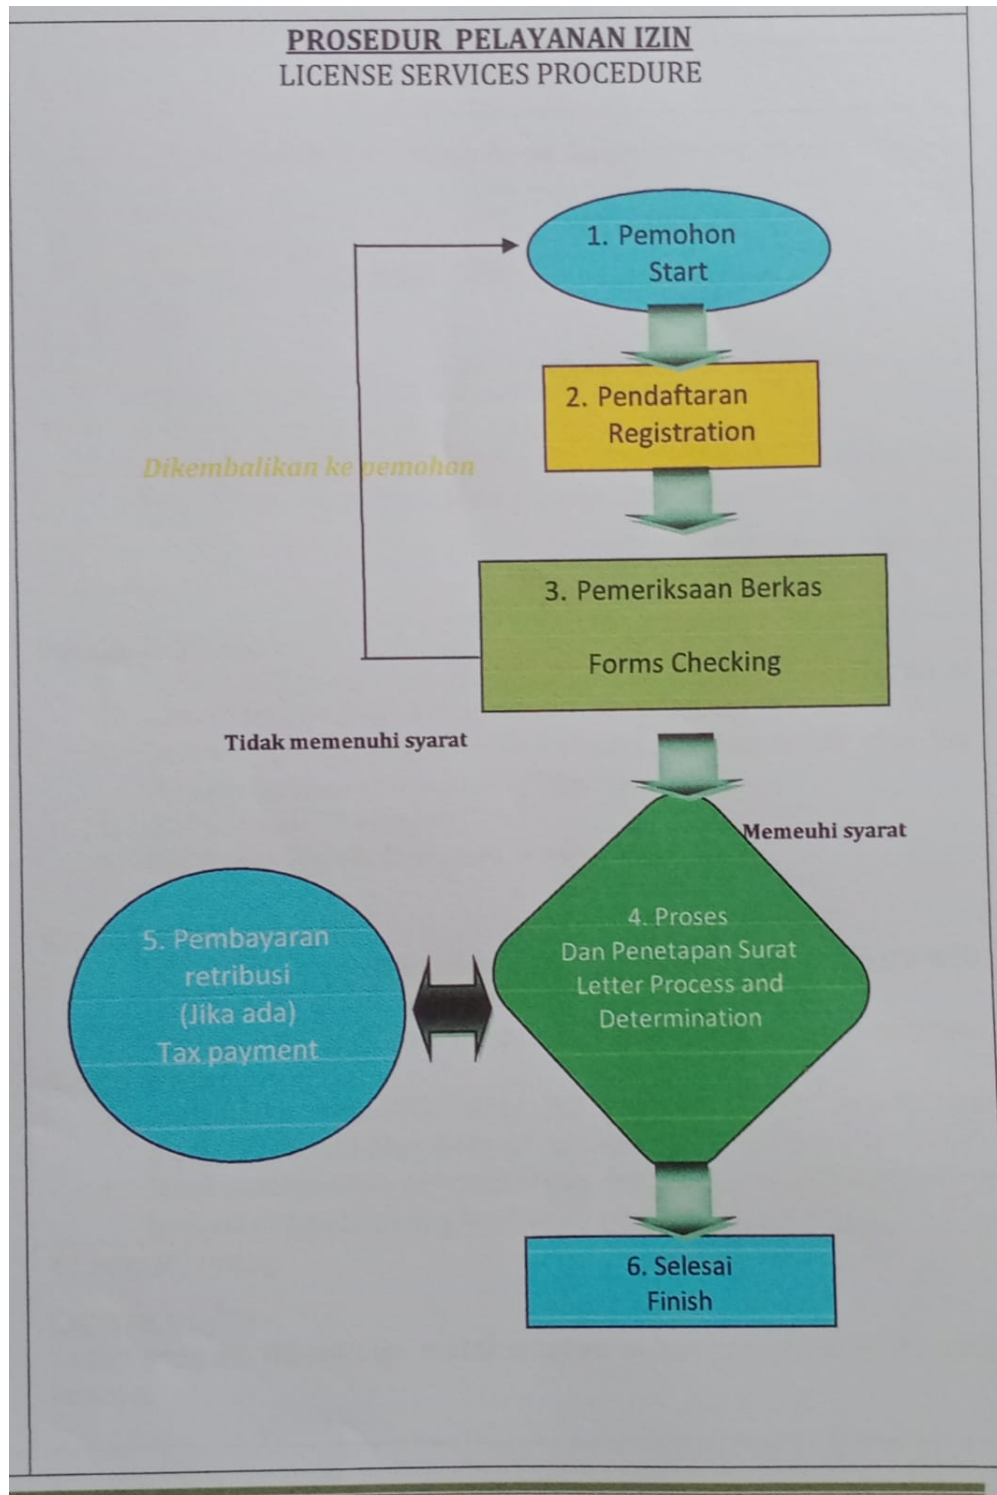 PROSEDUR PELAYANAN IZIN
LICENSE SERVICES PROCEDURE
1. Pemohon
Start
2. Pendaftaran
Registration
Dikembalikan ke pemohon
3. Pemeriksaan Berkas
Forms Checking
Tidak memenuhi syarat
Memeuhi syarat
4. Proses
Dan Penetapan Surat
Letter Process and
Determination
5. Pembayaran
retribusi
(Jika ada)
Tax payment
6. Selesai
Finish